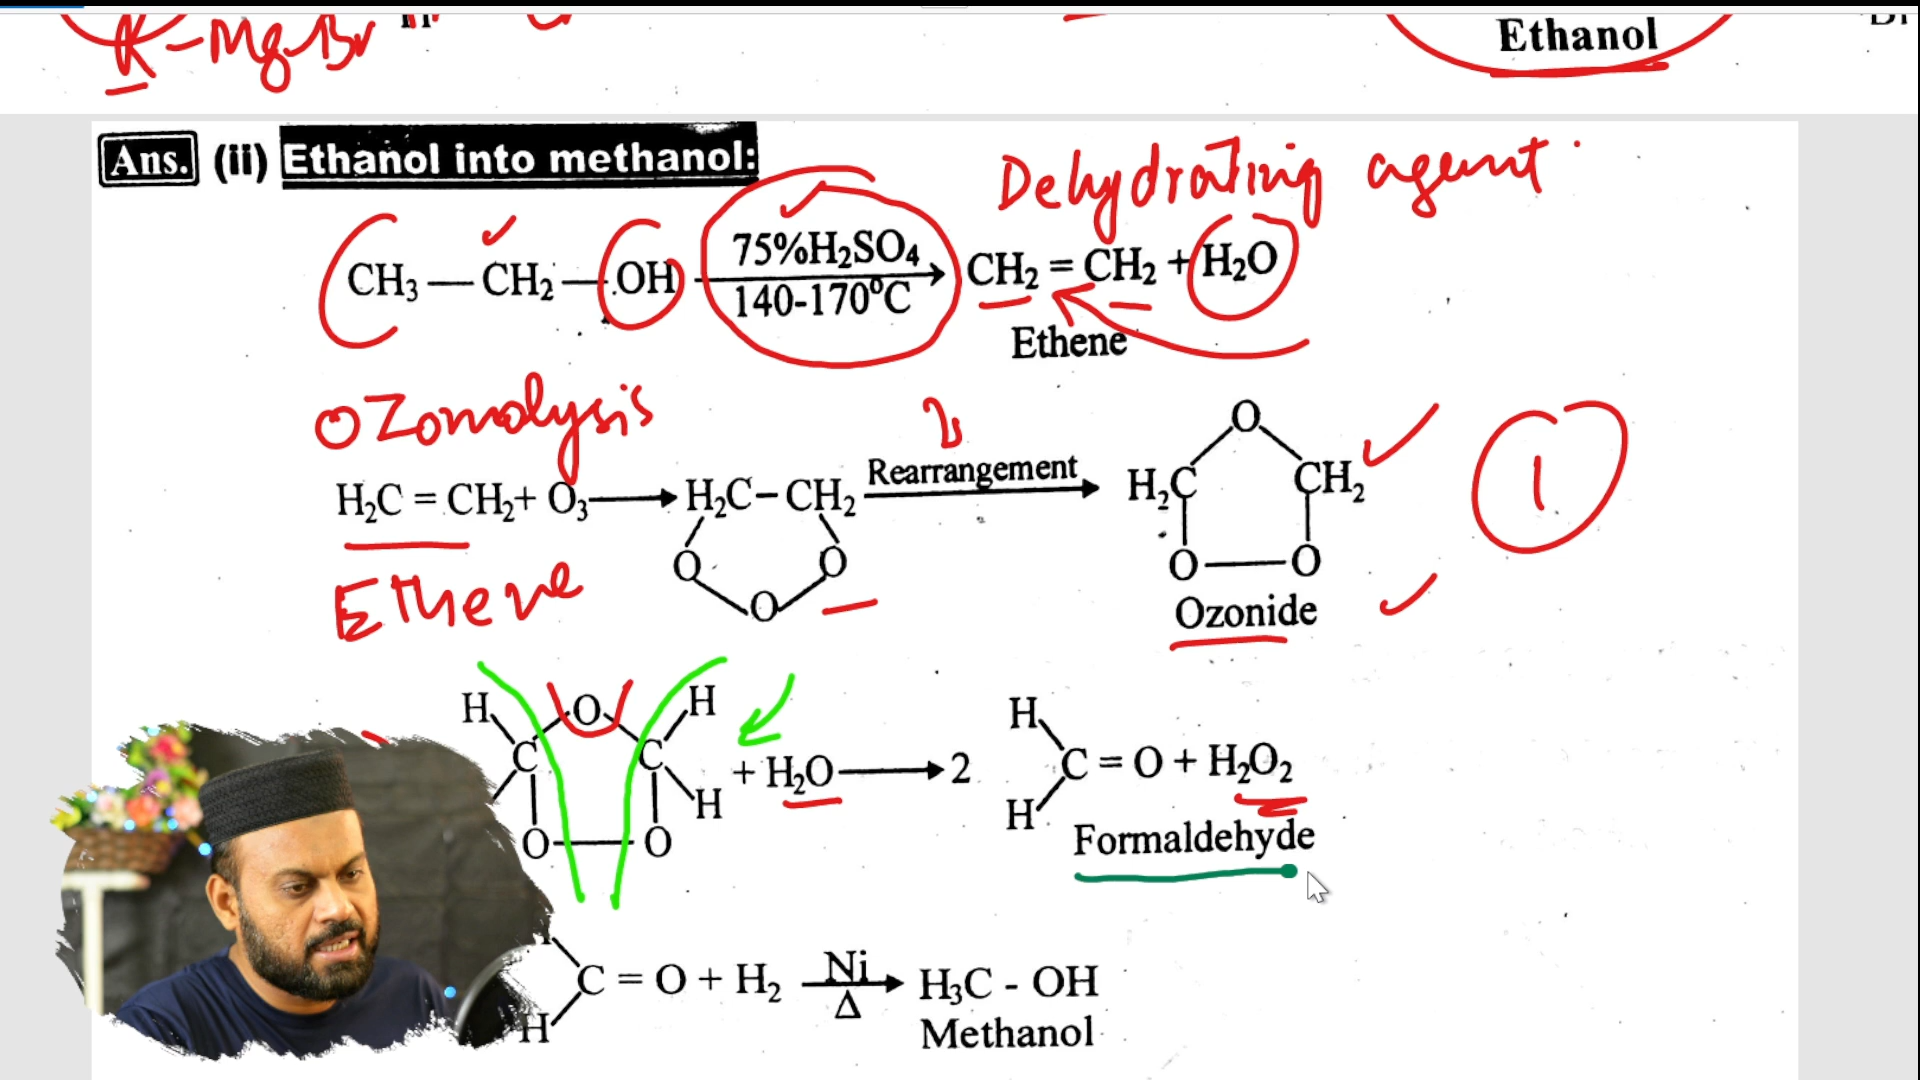 R-MgBr
Ethanol
Ans. (ii) Ethanol into methanol:
Dehydrating agent
CH₃ — CH₂ — OH 75%H₂SO₄ 140-170⁰C CH₂ = CH₂ + H₂O
Ethene
Ozonolysis
H₂C = CH₂+ O₃ → H₂C – CH₂ Rearrangement → H₂C O CH₂
O O O O
O
Ozonide
1
Ethene
H O H
C C + H₂O → 2 H C = O + H₂O₂
H H
O O
Formaldehyde
C = O + H₂ Ni Δ → H₃C - OH
H
Methanol